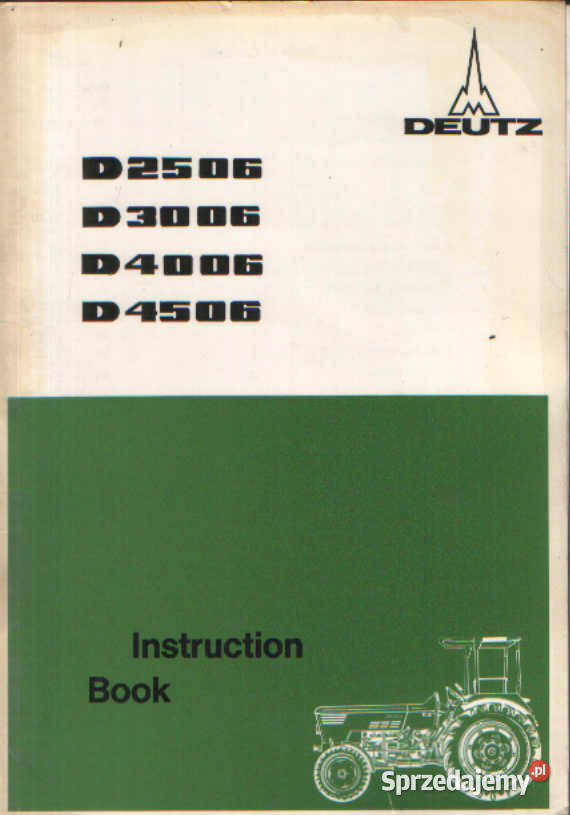 DEUTZ
D2506
D3006
D4006
D4506
Instruction
Book
Sprzedajemy.pl